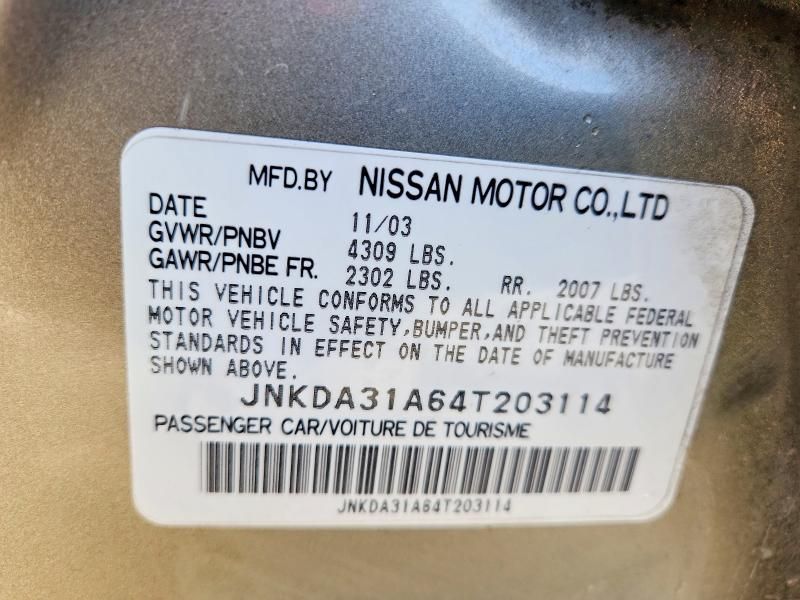 MFD.BY NISSAN MOTOR CO.,LTD
DATE 11/03
GVWR/PNBV 4309 LBS.
GAWR/PNBE FR. 2302 LBS. RR. 2007 LBS.
THIS VEHICLE CONFORMS TO ALL APPLICABLE FEDERAL
MOTOR VEHICLE SAFETY,BUMPER,AND THEFT PREVENTION
STANDARDS IN EFFECT ON THE DATE OF MANUFACTURE
SHOWN ABOVE.
JNKDA31A64T203114
PASSENGER CAR/VOITURE DE TOURISME
JNKDA31A64T203114